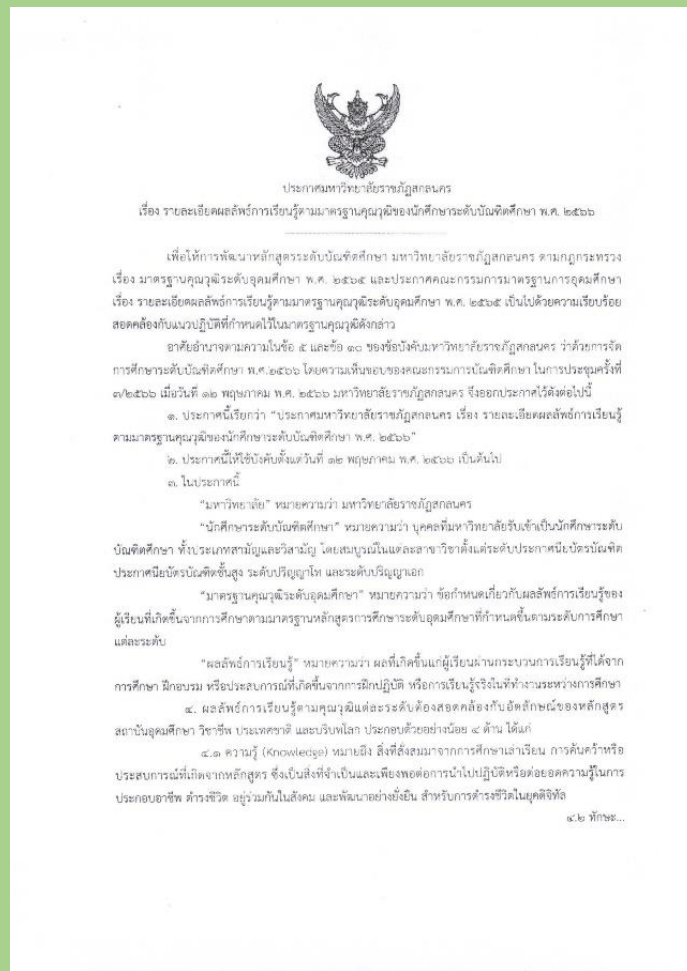 ประกาศมหาวิทยาลัยราชภัฏสกลนคร
เรื่อง รายละเอียดผลลัพธ์การเรียนรู้ตามมาตรฐานคุณวุฒิของนักศึกษาระดับบัณฑิตศึกษา พ.ศ. ๒๕๖๖
เพื่อให้การพัฒนาหลักสูตรระดับบัณฑิตศึกษา มหาวิทยาลัยราชภัฏสกลนคร ตามกฎกระทรวง
เรื่อง มาตรฐานคุณวุฒิระดับอุดมศึกษา พ.ศ. ๒๕๖๕ และประกาศคณะกรรมการมาตรฐานการอุดมศึกษา
เรื่อง รายละเอียดผลลัพธ์การเรียนรู้ตามมาตรฐานคุณวุฒิระดับอุดมศึกษา พ.ศ. ๒๕๖๕ เป็นไปด้วยความเรียบร้อย
สอดคล้องกับแนวปฏิบัติที่กำหนดไว้ในมาตรฐานคุณวุฒิดังกล่าว
อาศัยอำนาจตามความในข้อ ๕ และข้อ ๑๐ ของข้อบังคับมหาวิทยาลัยราชภัฏสกลนคร ว่าด้วยการจัด
การศึกษาระดับบัณฑิตศึกษา พ.ศ.๒๕๖๖ โดยความเห็นชอบของคณะกรรมการบัณฑิตศึกษา ในการประชุมครั้งที่
๓/๒๕๖๖ เมื่อวันที่ ๑๒ พฤษภาคม พ.ศ. ๒๕๖๖ มหาวิทยาลัยราชภัฏสกลนคร จึงออกประกาศไว้ดังต่อไปนี้
๑. ประกาศนี้เรียกว่า “ประกาศมหาวิทยาลัยราชภัฏสกลนคร เรื่อง รายละเอียดผลลัพธ์การเรียนรู้
ตามมาตรฐานคุณวุฒิของนักศึกษาระดับบัณฑิตศึกษา พ.ศ. ๒๕๖๖”
๒. ประกาศนี้ให้ใช้บังคับตั้งแต่วันที่ ๑๒ พฤษภาคม พ.ศ. ๒๕๖๖ เป็นต้นไป
๓. ในประกาศนี้
“มหาวิทยาลัย” หมายความว่า มหาวิทยาลัยราชภัฏสกลนคร
“นักศึกษาระดับบัณฑิตศึกษา” หมายความว่า บุคคลที่มหาวิทยาลัยรับเข้าเป็นนักศึกษาระดับ
บัณฑิตศึกษา ทั้งประเภทสามัญและวิสามัญ โดยสมบูรณ์ในแต่ละสาขาวิชาตั้งแต่ระดับประกาศนียบัตรบัณฑิต
ประกาศนียบัตรบัณฑิตชั้นสูง ระดับปริญญาโท และระดับปริญญาเอก
“มาตรฐานคุณวุฒิระดับอุดมศึกษา” หมายความว่า ข้อกำหนดเกี่ยวกับผลลัพธ์การเรียนรู้ของ
ผู้เรียนที่เกิดขึ้นจากการศึกษาตามมาตรฐานหลักสูตรการศึกษาระดับอุดมศึกษาที่กำหนดขึ้นตามระดับการศึกษา
แต่ละระดับ
“ผลลัพธ์การเรียนรู้” หมายความว่า ผลที่เกิดขึ้นแก่ผู้เรียนผ่านกระบวนการเรียนรู้ที่ได้จาก
การศึกษา ฝึกอบรม หรือประสบการณ์ที่เกิดขึ้นจากการฝึกปฏิบัติ หรือการเรียนรู้จริงในที่ทำงานระหว่างการศึกษา
๔. ผลลัพธ์การเรียนรู้ตามคุณวุฒิแต่ละระดับต้องสอดคล้องกับอัตลักษณ์ของหลักสูตร
สถาบันอุดมศึกษา วิชาชีพ ประเทศชาติ และบริบทโลก ประกอบด้วยอย่างน้อย ๔ ด้าน ได้แก่
๔.๑ ความรู้ (Knowledge) หมายถึง สิ่งที่สั่งสมมาจากการศึกษาเล่าเรียน การค้นคว้าหรือ
ประสบการณ์ที่เกิดจากหลักสูตร ซึ่งเป็นสิ่งที่จำเป็นและเพียงพอต่อการนำไปปฏิบัติหรือต่อยอดความรู้ในการ
ประกอบอาชีพ ดำรงชีวิต อยู่ร่วมกันในสังคม และพัฒนาอย่างยั่งยืน สำหรับการดำรงชีวิตในยุคดิจิทัล
๔.๒ ทักษะ...